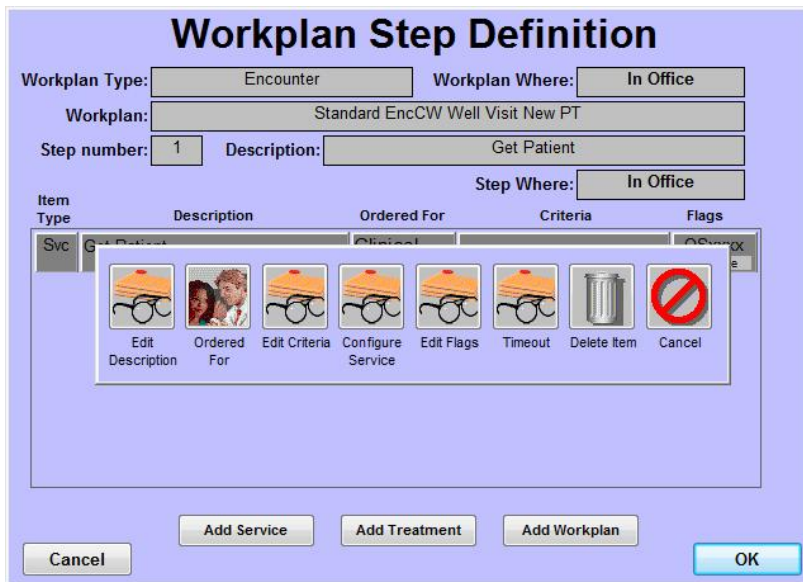 Workplan Step Definition
Workplan Type: Encounter Workplan Where: In Office
Workplan: Standard EncCW Well Visit New PT
Step number: 1 Description: Get Patient
Step Where: In Office
Item
Type Description Ordered For Criteria Flags
Svc Get Patient Clinical
Edit
Description
Ordered
For
Edit Criteria
Configure
Service
Edit Flags
Timeout
Delete Item
Cancel
Add Service Add Treatment Add Workplan
Cancel OK